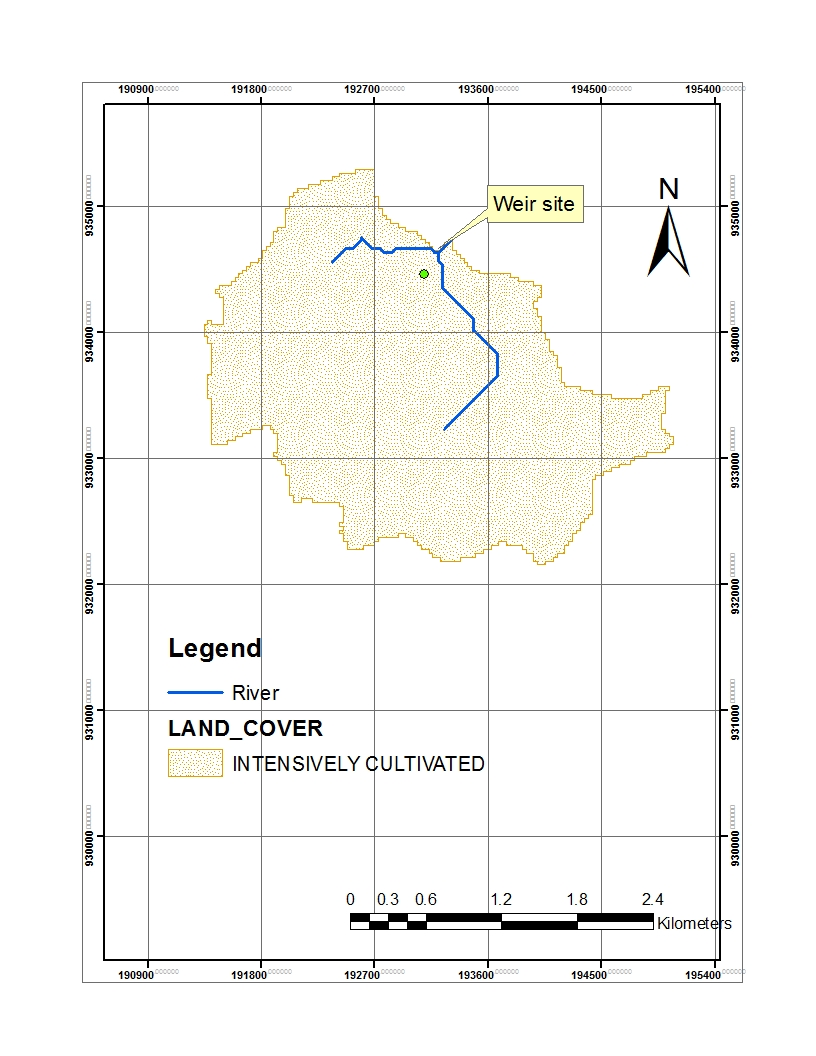 190900 191800 192700 193600 194500 195400
N
Weir site
935000 935000
934000 934000
933000 933000
932000 932000
Legend
River
931000 931000
LAND_COVER
INTENSIVELY CULTIVATED
930000 930000
0 0.3 0.6 1.2 1.8 2.4
Kilometers
190900 191800 192700 193600 194500 195400